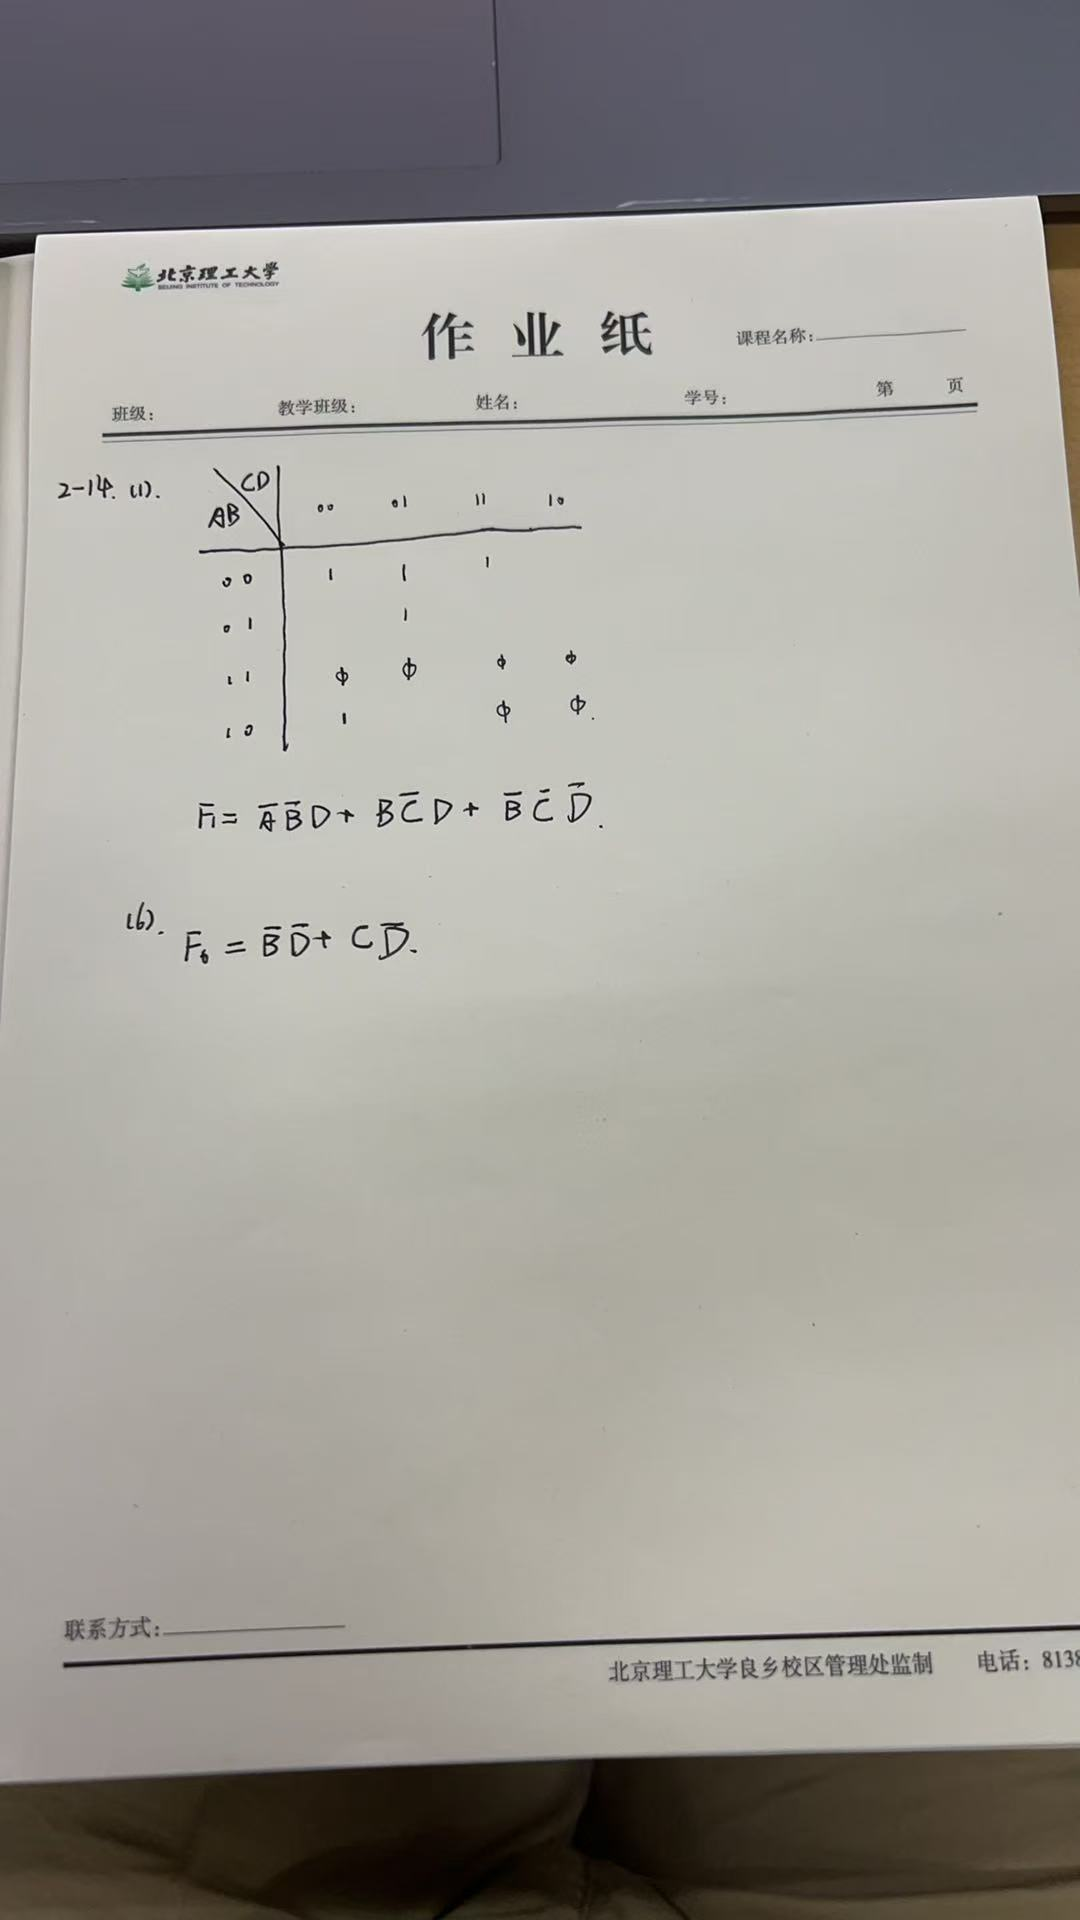 北京理工大学
BEIJING INSTITUTE OF TECHNOLOGY
作业纸
课程名称:
班级: 教学班级: 姓名: 学号: 第 页
2-14. (1).
CD
AB 00 01 11 10
00 1 1 1
01 1
11 ϕ ϕ ϕ ϕ
10 1 ϕ ϕ.
F₁ = A̅ B̅ D + B C̅ D + B̅ C̅ D̅.
(6).
F₆ = B̅ D̅ + C D̅.
联系方式:
北京理工大学良乡校区管理处监制 电话: 8138